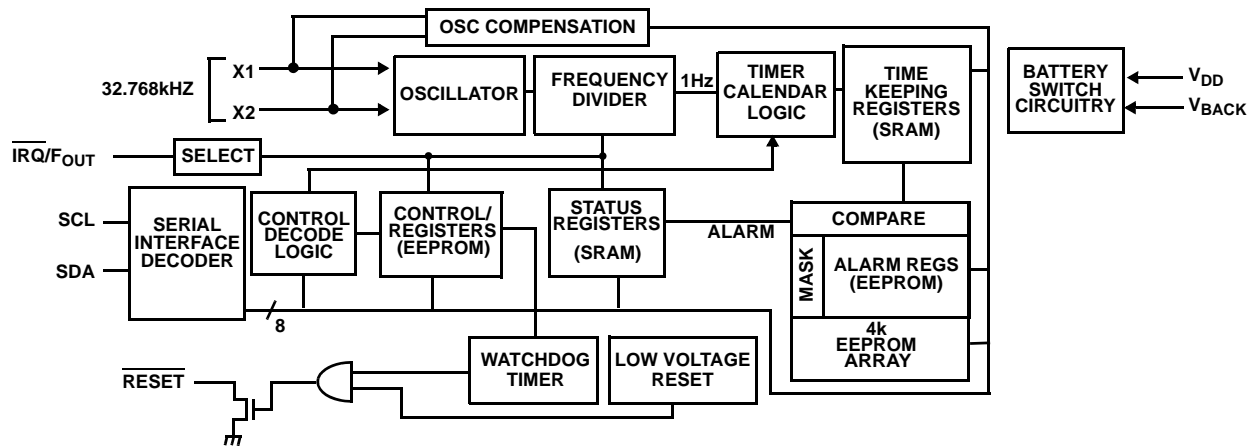 OSC COMPENSATION
32.768kHZ
X1
X2
OSCILLATOR
FREQUENCY
DIVIDER
1Hz
TIMER
CALENDAR
LOGIC
TIME
KEEPING
REGISTERS
(SRAM)
BATTERY
SWITCH
CIRCUITRY
VDD
VBACK
IRQ/FOUT
SELECT
SCL
SDA
SERIAL
INTERFACE
DECODER
CONTROL
DECODE
LOGIC
CONTROL/
REGISTERS
(EEPROM)
STATUS
REGISTERS
(SRAM)
ALARM
COMPARE
MASK
ALARM REGS
(EEPROM)
4k
EEPROM
ARRAY
8
WATCHDOG
TIMER
LOW VOLTAGE
RESET
RESET